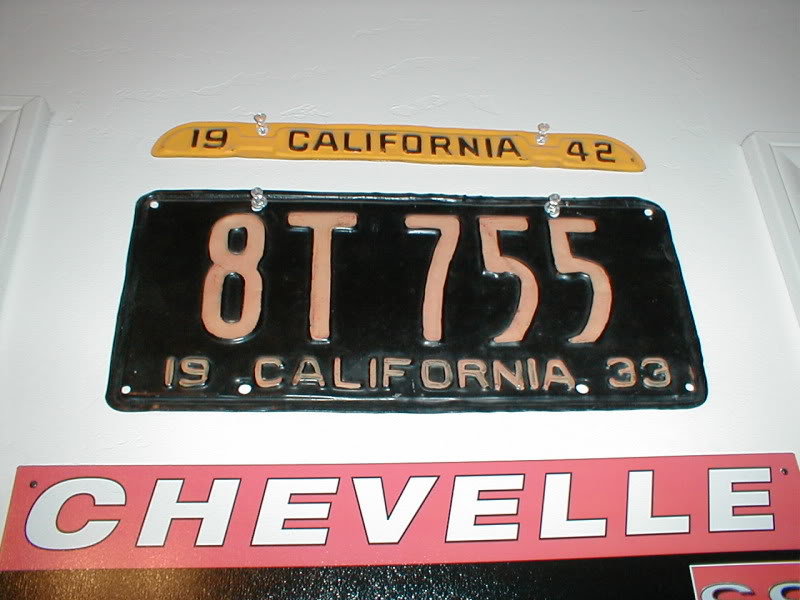 19 CALIFORNIA 42
8T 755
19 CALIFORNIA 33
CHEVELLE